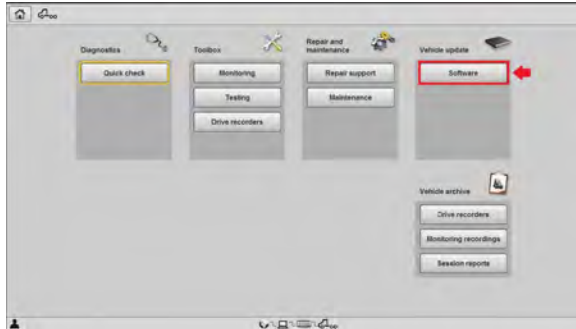 Diagnostics
Quick check
Toolbox
Monitoring
Testing
Drive recorders
Repair and
maintenance
Repair support
Maintenance
Vehicle update
Software
Vehicle archive
Drive recorders
Monitoring recordings
Session reports